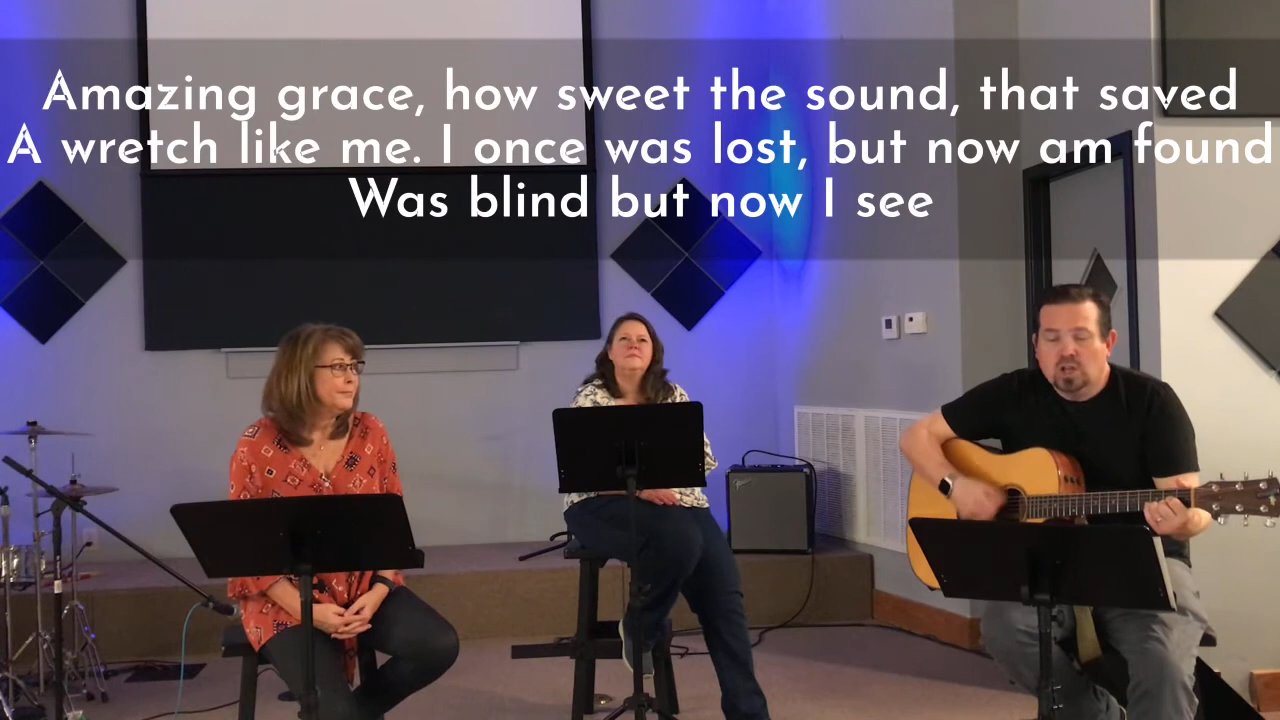 Amazing grace, how sweet the sound, that saved
A wretch like me. I once was lost, but now am found
Was blind but now I see